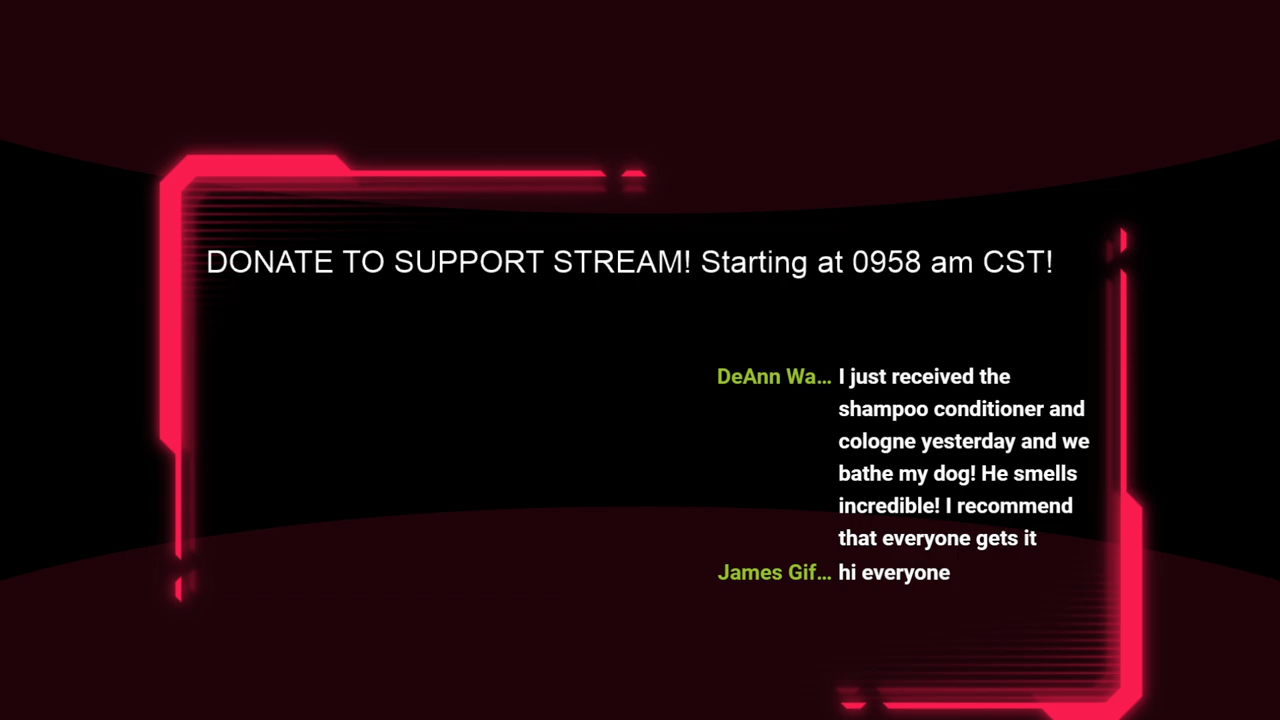 DONATE TO SUPPORT STREAM! Starting at 0958 am CST!
DeAnn Wa... I just received the
shampoo conditioner and
cologne yesterday and we
bathe my dog! He smells
incredible! I recommend
that everyone gets it
James Gif... hi everyone